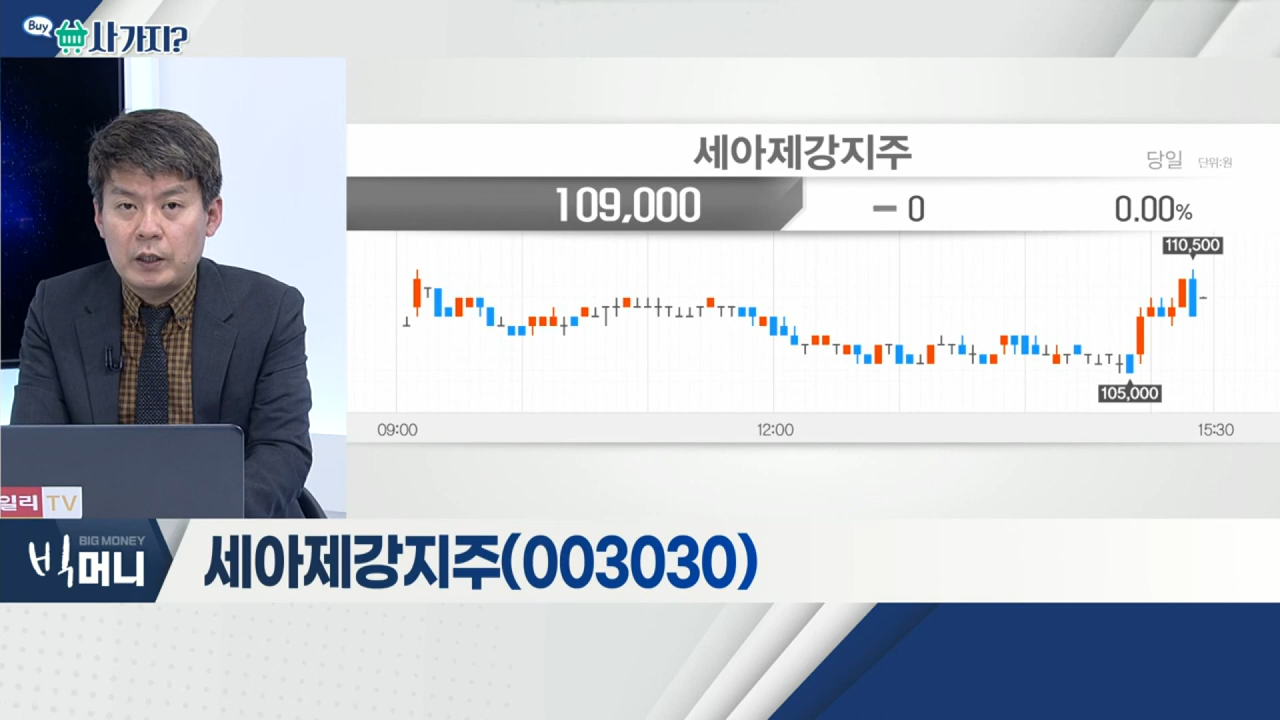 Buy
사가지?
세아제강지주
당일 단위:원
109,000 0 0.00%
110,500
105,000
09:00 12:00 15:30
일리 TV
BIG MONEY
빅머니
세아제강지주(003030)